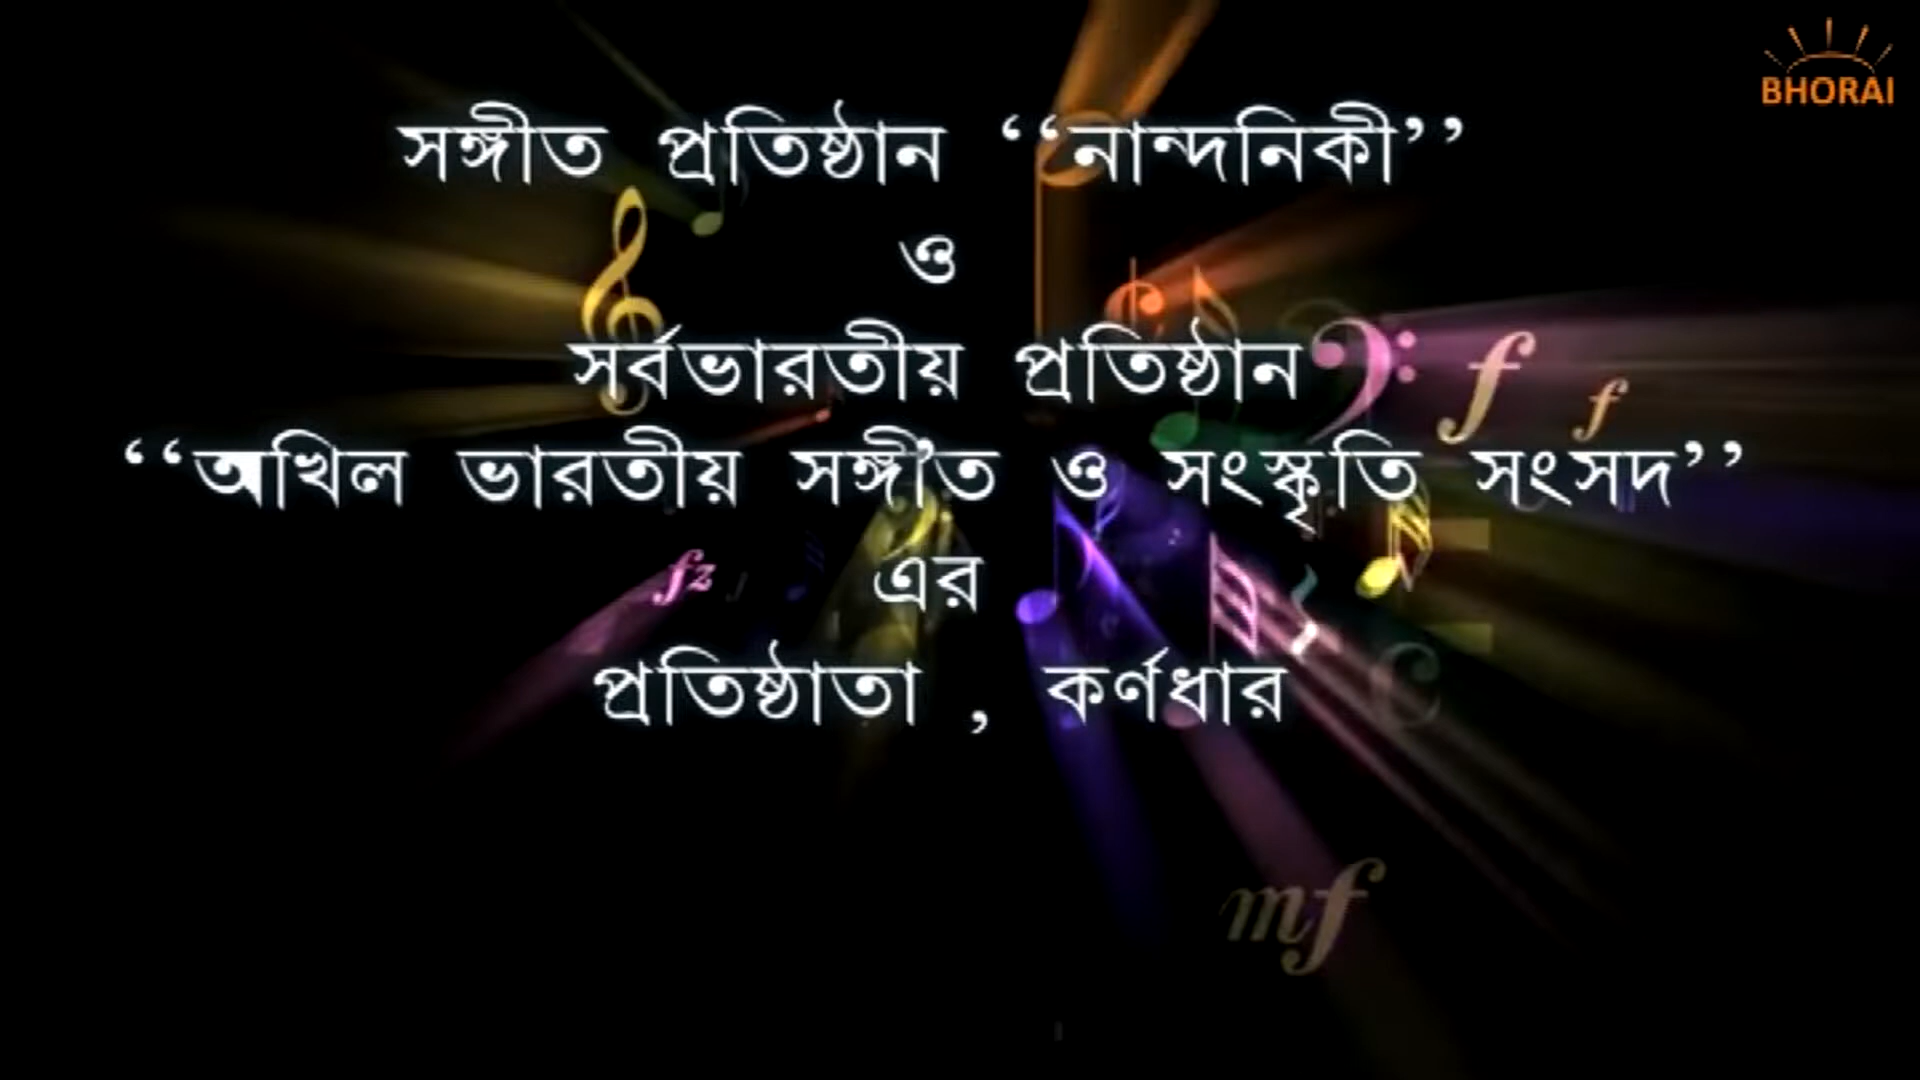 BHORAI
সঙ্গীত প্রতিষ্ঠান ‘‘নান্দনিকী’’
ও
সর্বভারতীয় প্রতিষ্ঠান
‘‘অখিল ভারতীয় সঙ্গীত ও সংস্কৃতি সংসদ’’
এর
প্রতিষ্ঠাতা , কর্ণধার